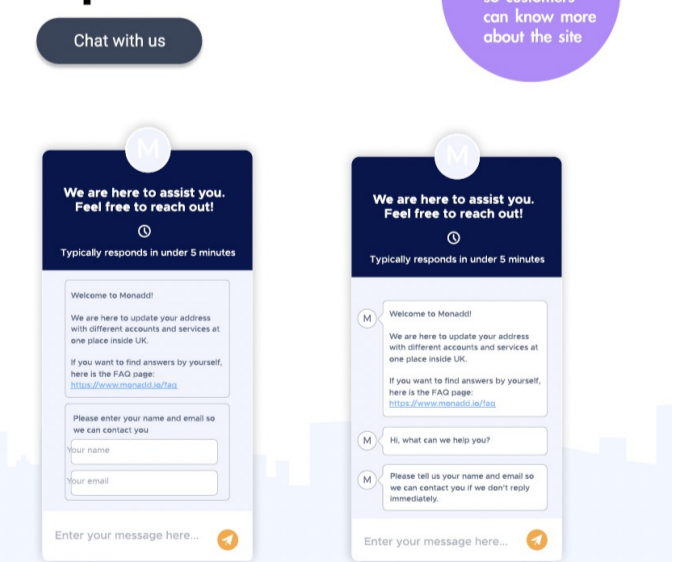 so customers
can know more
about the site
Chat with us
M
We are here to assist you.
Feel free to reach out!
Typically responds in under 5 minutes
Welcome to Monadd!
We are here to update your address
with different accounts and services at
one place inside UK.
If you want to find answers by yourself,
here is the FAQ page:
https://www.monadd.io/faq
Please enter your name and email so
we can contact you
Your name
Your email
Enter your message here...
M
We are here to assist you.
Feel free to reach out!
Typically responds in under 5 minutes
M
Welcome to Monadd!
We are here to update your address
with different accounts and services at
one place inside UK.
If you want to find answers by yourself,
here is the FAQ page:
https://www.monadd.io/faq
M
Hi, what can we help you?
M
Please tell us your name and email so
we can contact you if we don't reply
immediately.
Enter your message here...